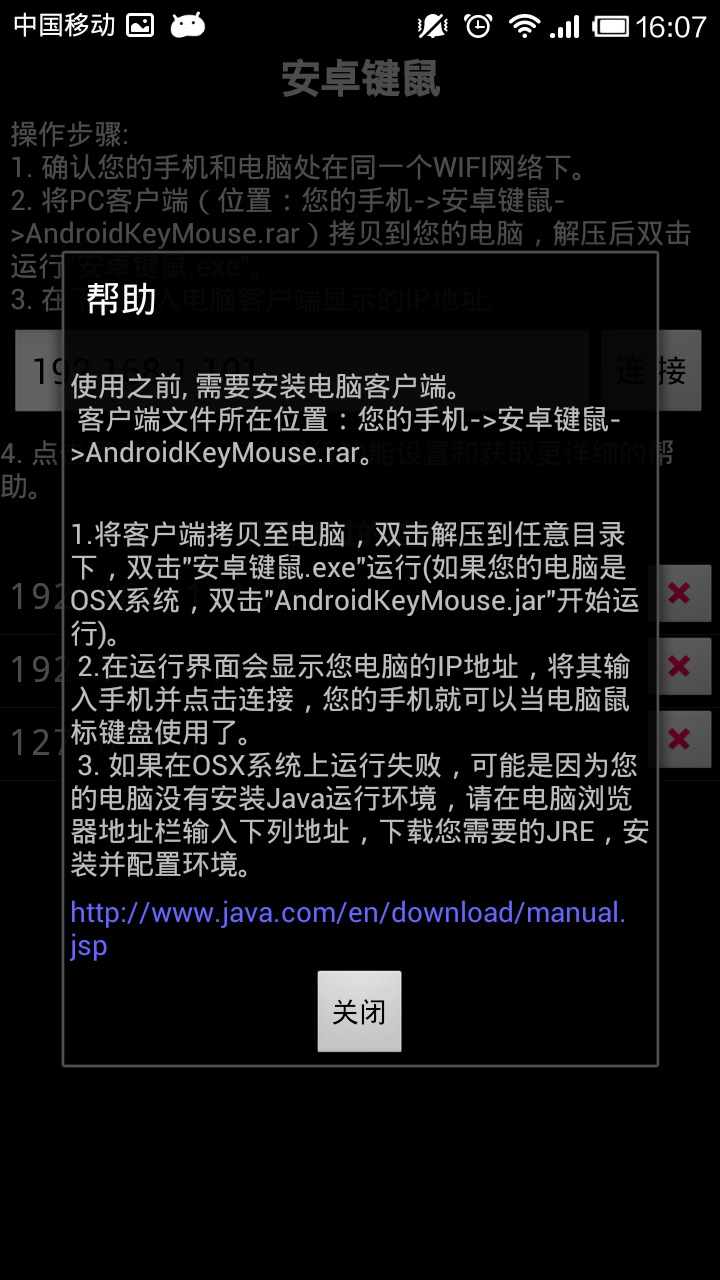 中国移动 16:07
安卓键鼠
操作步骤:
1. 确认您的手机和电脑处在同一个WIFI网络下。
2. 将PC客户端（位置：您的手机->安卓键鼠-
>AndroidKeyMouse.rar）拷贝到您的电脑，解压后双击
运行"安卓键鼠.exe"。
3. 在 入电脑客户端显示的IP地址:
192.168.1.101 连 接
4. 点 能设置和获取更详细的帮
助。
192
192
127
帮助
使用之前, 需要安装电脑客户端。
客户端文件所在位置：您的手机->安卓键鼠-
>AndroidKeyMouse.rar。
1.将客户端拷贝至电脑，双击解压到任意目录
下，双击"安卓键鼠.exe"运行(如果您的电脑是
OSX系统，双击"AndroidKeyMouse.jar"开始运
行)。
2.在运行界面会显示您电脑的IP地址，将其输
入手机并点击连接，您的手机就可以当电脑鼠
标键盘使用了。
3. 如果在OSX系统上运行失败，可能是因为您
的电脑没有安装Java运行环境，请在电脑浏览
器地址栏输入下列地址，下载您需要的JRE，安
装并配置环境。
http://www.java.com/en/download/manual.
jsp
关闭